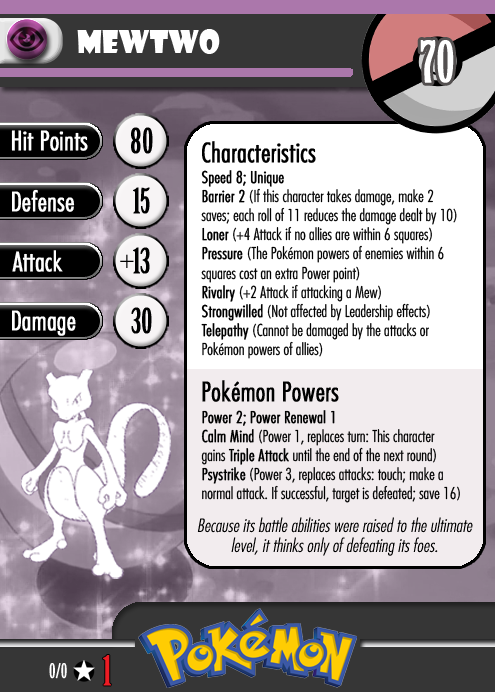 MEWTWO
70
Hit Points 80
Defense 15
Attack +13
Damage 30
Characteristics
Speed 8; Unique
Barrier 2 (If this character takes damage, make 2
saves; each roll of 11 reduces the damage dealt by 10)
Loner (+4 Attack if no allies are within 6 squares)
Pressure (The Pokémon powers of enemies within 6
squares cost an extra Power point)
Rivalry (+2 Attack if attacking a Mew)
Strongwilled (Not affected by Leadership effects)
Telepathy (Cannot be damaged by the attacks or
Pokémon powers of allies)
Pokémon Powers
Power 2; Power Renewal 1
Calm Mind (Power 1, replaces turn: This character
gains Triple Attack until the end of the next round)
Psystrike (Power 3, replaces attacks: touch; make a
normal attack. If successful, target is defeated; save 16)
Because its battle abilities were raised to the ultimate
level, it thinks only of defeating its foes.
0/0 ★ 1
POKéMON